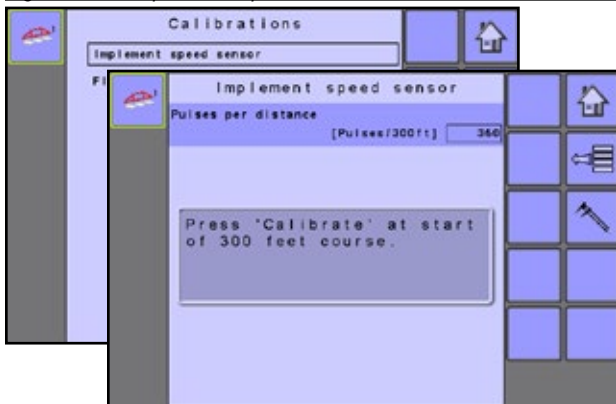 Calibrations
Implement speed sensor
Fl
Implement speed sensor
Pulses per distance
[Pulses/300ft] 360
Press 'Calibrate' at start
of 300 feet course.